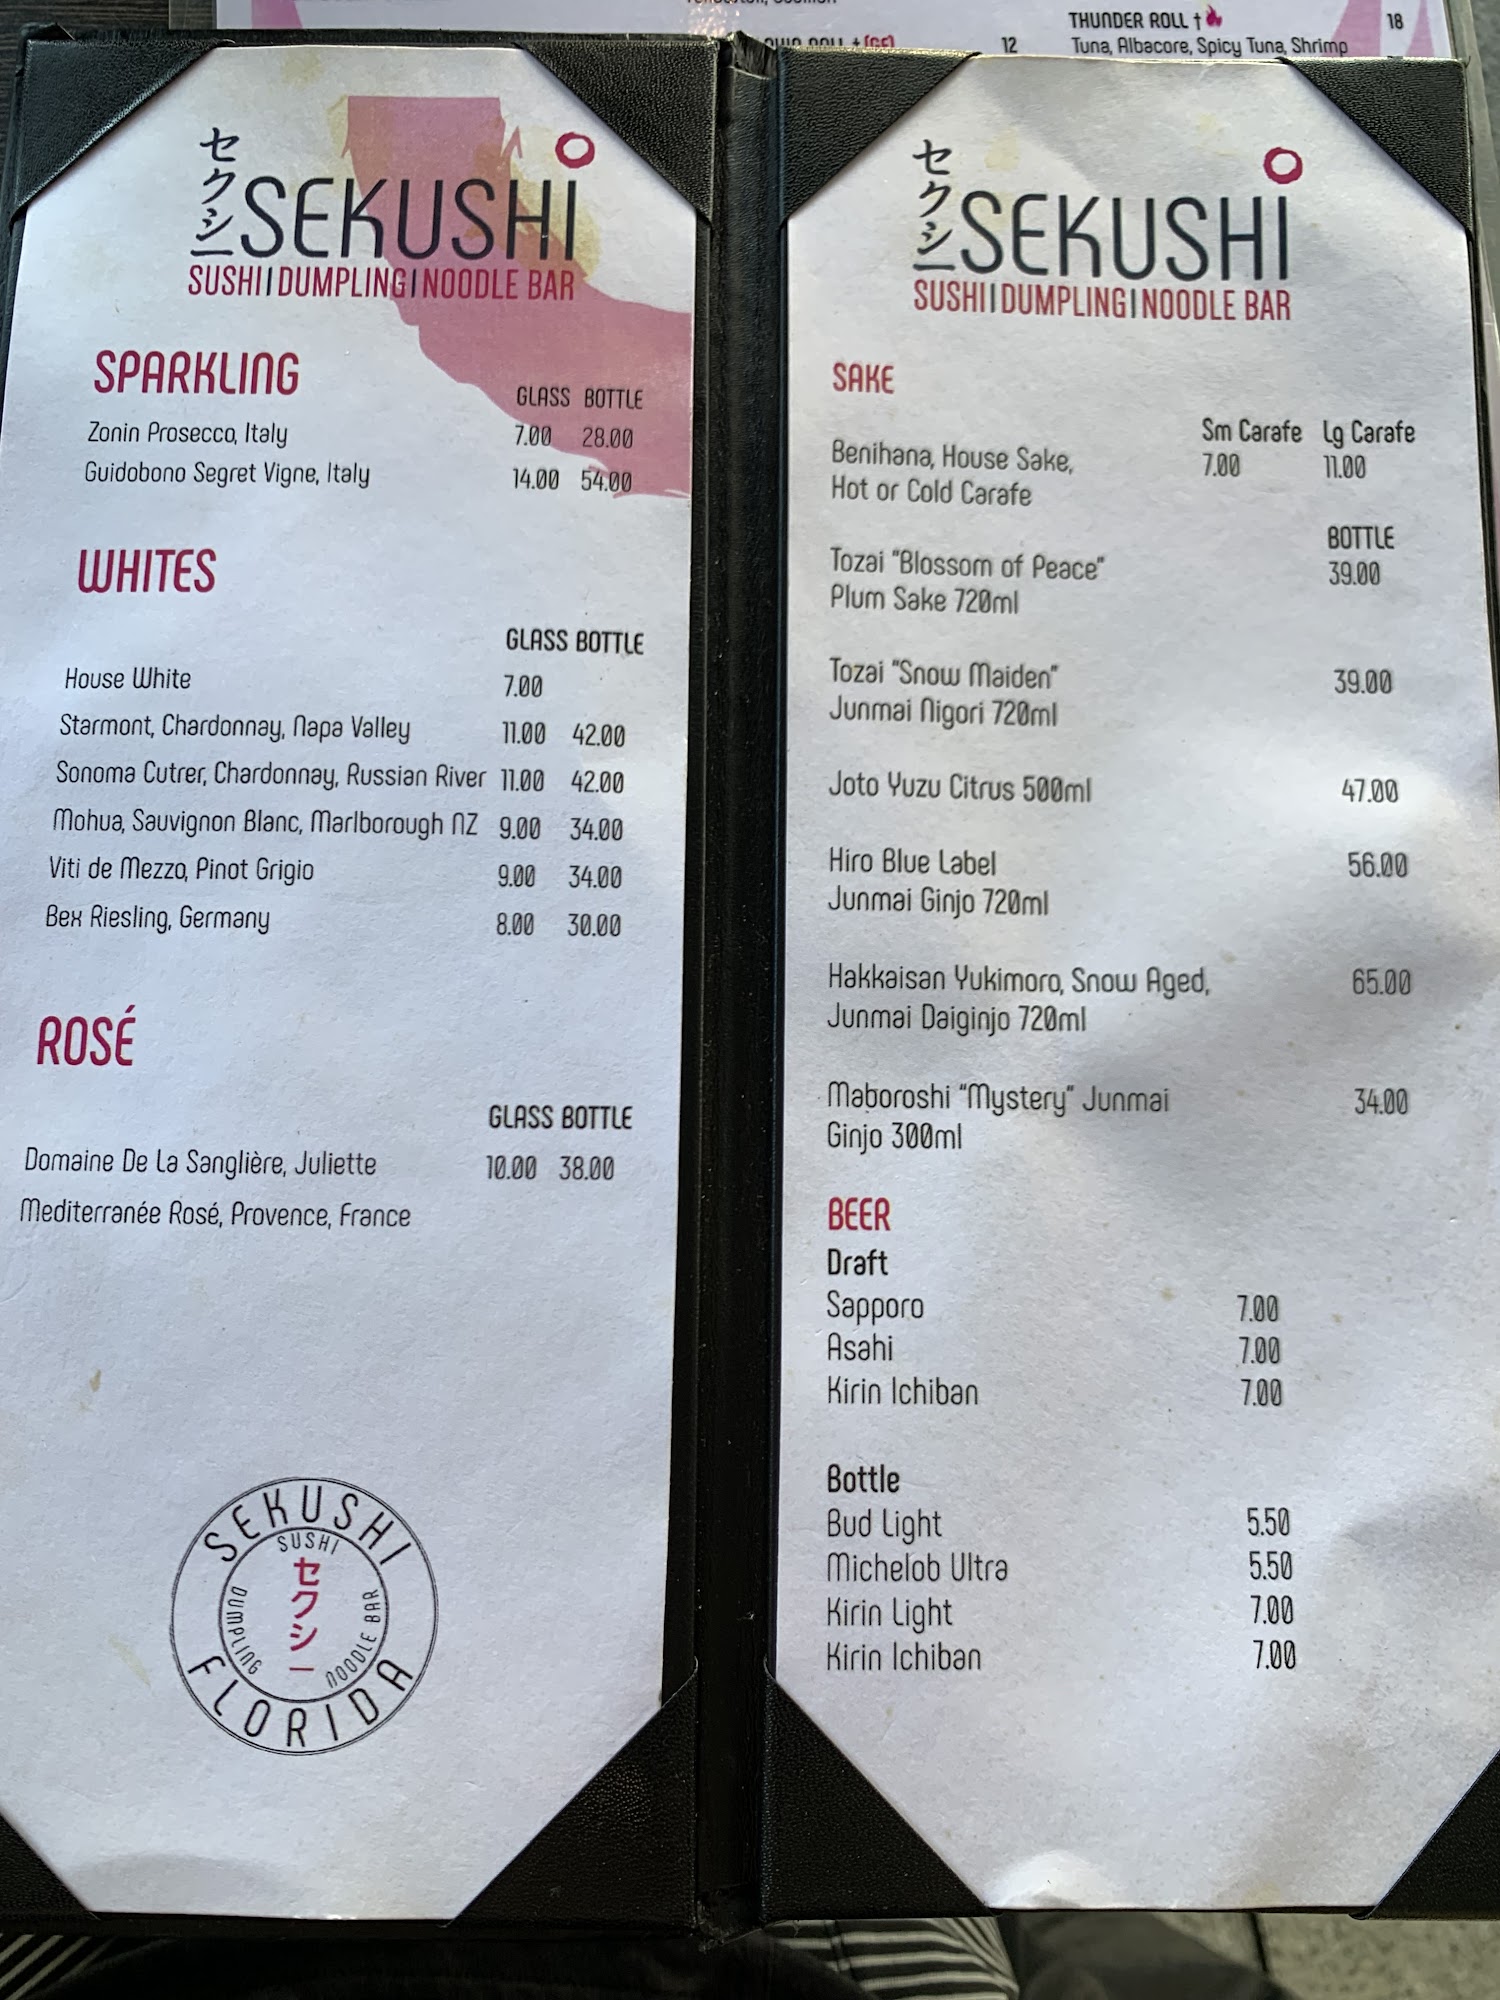 THUNDER ROLL †
18
12
Tuna, Albacore, Spicy Tuna, Shrimp
セクシー
SEKUSHI
SUSHI | DUMPLING | NOODLE BAR
SPARKLING
GLASS BOTTLE
Zonin Prosecco, Italy 7.00 28.00
Guidobono Segret Vigne, Italy 14.00 54.00
WHITES
GLASS BOTTLE
House White 7.00
Starmont, Chardonnay, Napa Valley 11.00 42.00
Sonoma Cutrer, Chardonnay, Russian River 11.00 42.00
Mohua, Sauvignon Blanc, Marlborough NZ 9.00 34.00
Viti de Mezzo, Pinot Grigio 9.00 34.00
Bex Riesling, Germany 8.00 30.00
ROSÉ
GLASS BOTTLE
Domaine De La Sanglière, Juliette 10.00 38.00
Mediterranée Rosé, Provence, France
SEKUSHI
SUSHI
セクシー
DUMPLING
NOODLE BAR
FLORIDA
セクシー
SEKUSHI
SUSHI | DUMPLING | NOODLE BAR
SAKE
Sm Carafe Lg Carafe
Benihana, House Sake, 7.00 11.00
Hot or Cold Carafe
BOTTLE
Tozai "Blossom of Peace" 39.00
Plum Sake 720ml
Tozai "Snow Maiden" 39.00
Junmai Nigori 720ml
Joto Yuzu Citrus 500ml 47.00
Hiro Blue Label 56.00
Junmai Ginjo 720ml
Hakkaisan Yukimoro, Snow Aged, 65.00
Junmai Daiginjo 720ml
Maboroshi "Mystery" Junmai 34.00
Ginjo 300ml
BEER
Draft
Sapporo 7.00
Asahi 7.00
Kirin Ichiban 7.00
Bottle
Bud Light 5.50
Michelob Ultra 5.50
Kirin Light 7.00
Kirin Ichiban 7.00